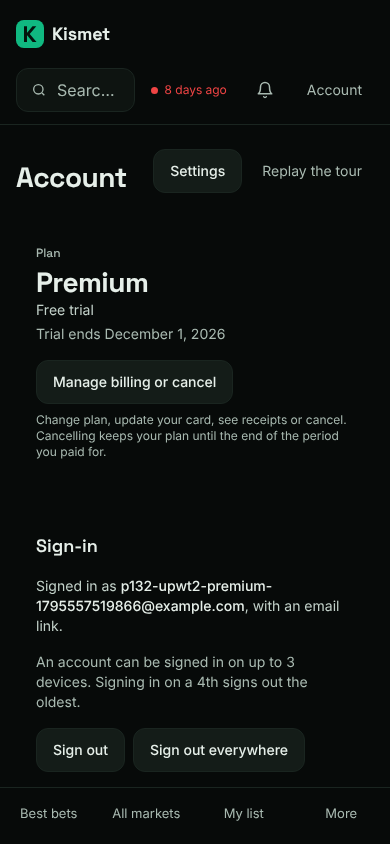 K Kismet
Searc...
8 days ago
Account
Account
Settings
Replay the tour
Plan
Premium
Free trial
Trial ends December 1, 2026
Manage billing or cancel
Change plan, update your card, see receipts or cancel.
Cancelling keeps your plan until the end of the period
you paid for.
Sign-in
Signed in as p132-upwt2-premium-
1795557519866@example.com, with an email
link.
An account can be signed in on up to 3
devices. Signing in on a 4th signs out the
oldest.
Sign out
Sign out everywhere
Best bets
All markets
My list
More